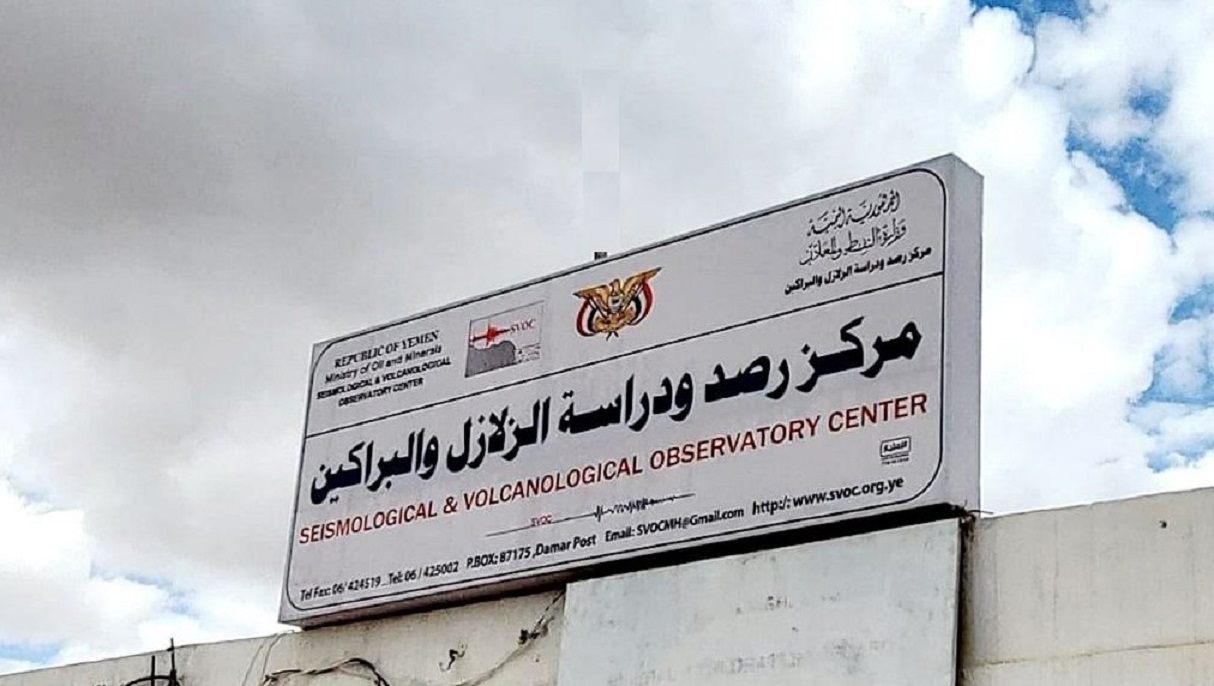 REPUBLIC OF YEMEN
Ministry of Oil and Minerals
SEISMOLOGICAL & VOLCANOLOGICAL
OBSERVATORY CENTER
SVOC
الجمهورية اليمنية
وزارة النفط والمعادن
مركز رصد ودراسة الزلازل والبراكين
مركز رصد ودراسة الزلازل والبراكين
SEISMOLOGICAL & VOLCANOLOGICAL OBSERVATORY CENTER
SVOC
Tel Fax: 06/ 424519 Tel: 06 / 425002 P.BOX: 87175 ,Damar Post Email: SVOCMH@Gmail.com http:/: www.svoc.org.ye